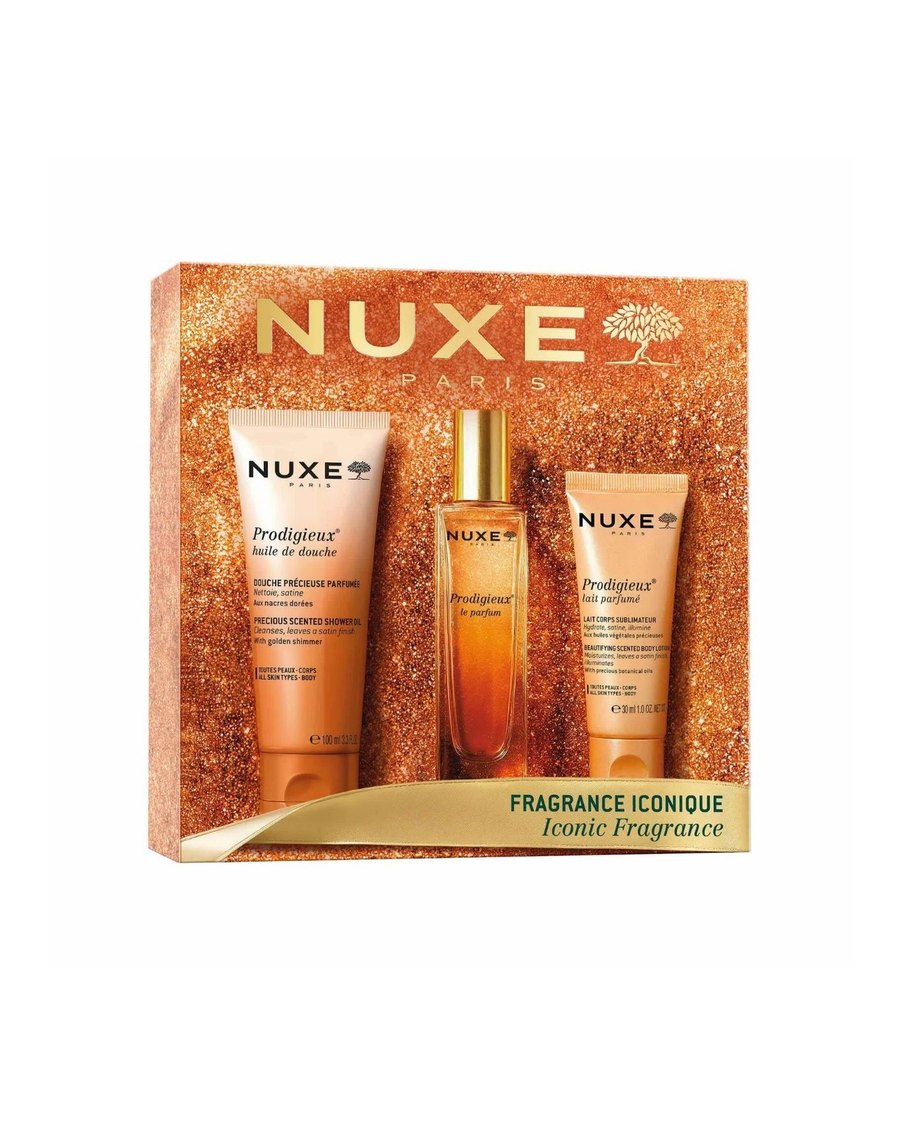 NUXE
PARIS
NUXE
PARIS
Prodigieux®
huile de douche
DOUCHE PRÉCIEUSE PARFUMÉE
Nettoie, satine
Aux nacres dorées
PRECIOUS SCENTED SHOWER OIL
Cleanses, leaves a satin finish
With golden shimmer
TOUTES PEAUX - CORPS
ALL SKIN TYPES - BODY
e 100 ml 3.3 FL.
NUXE
PARIS
Prodigieux®
le parfum
NUXE
PARIS
Prodigieux®
lait parfumé
LAIT CORPS SUBLIMATEUR
Hydrate, satine, illumine
Aux huiles végétales précieuses
BEAUTIFYING SCENTED BODY LOTION
Moisturizes, leaves a satin finish,
illuminates
With precious botanical oils
TOUTES PEAUX - CORPS
ALL SKIN TYPES - BODY
e 30 ml 1.0 OZ. NET
FRAGRANCE ICONIQUE
Iconic Fragrance